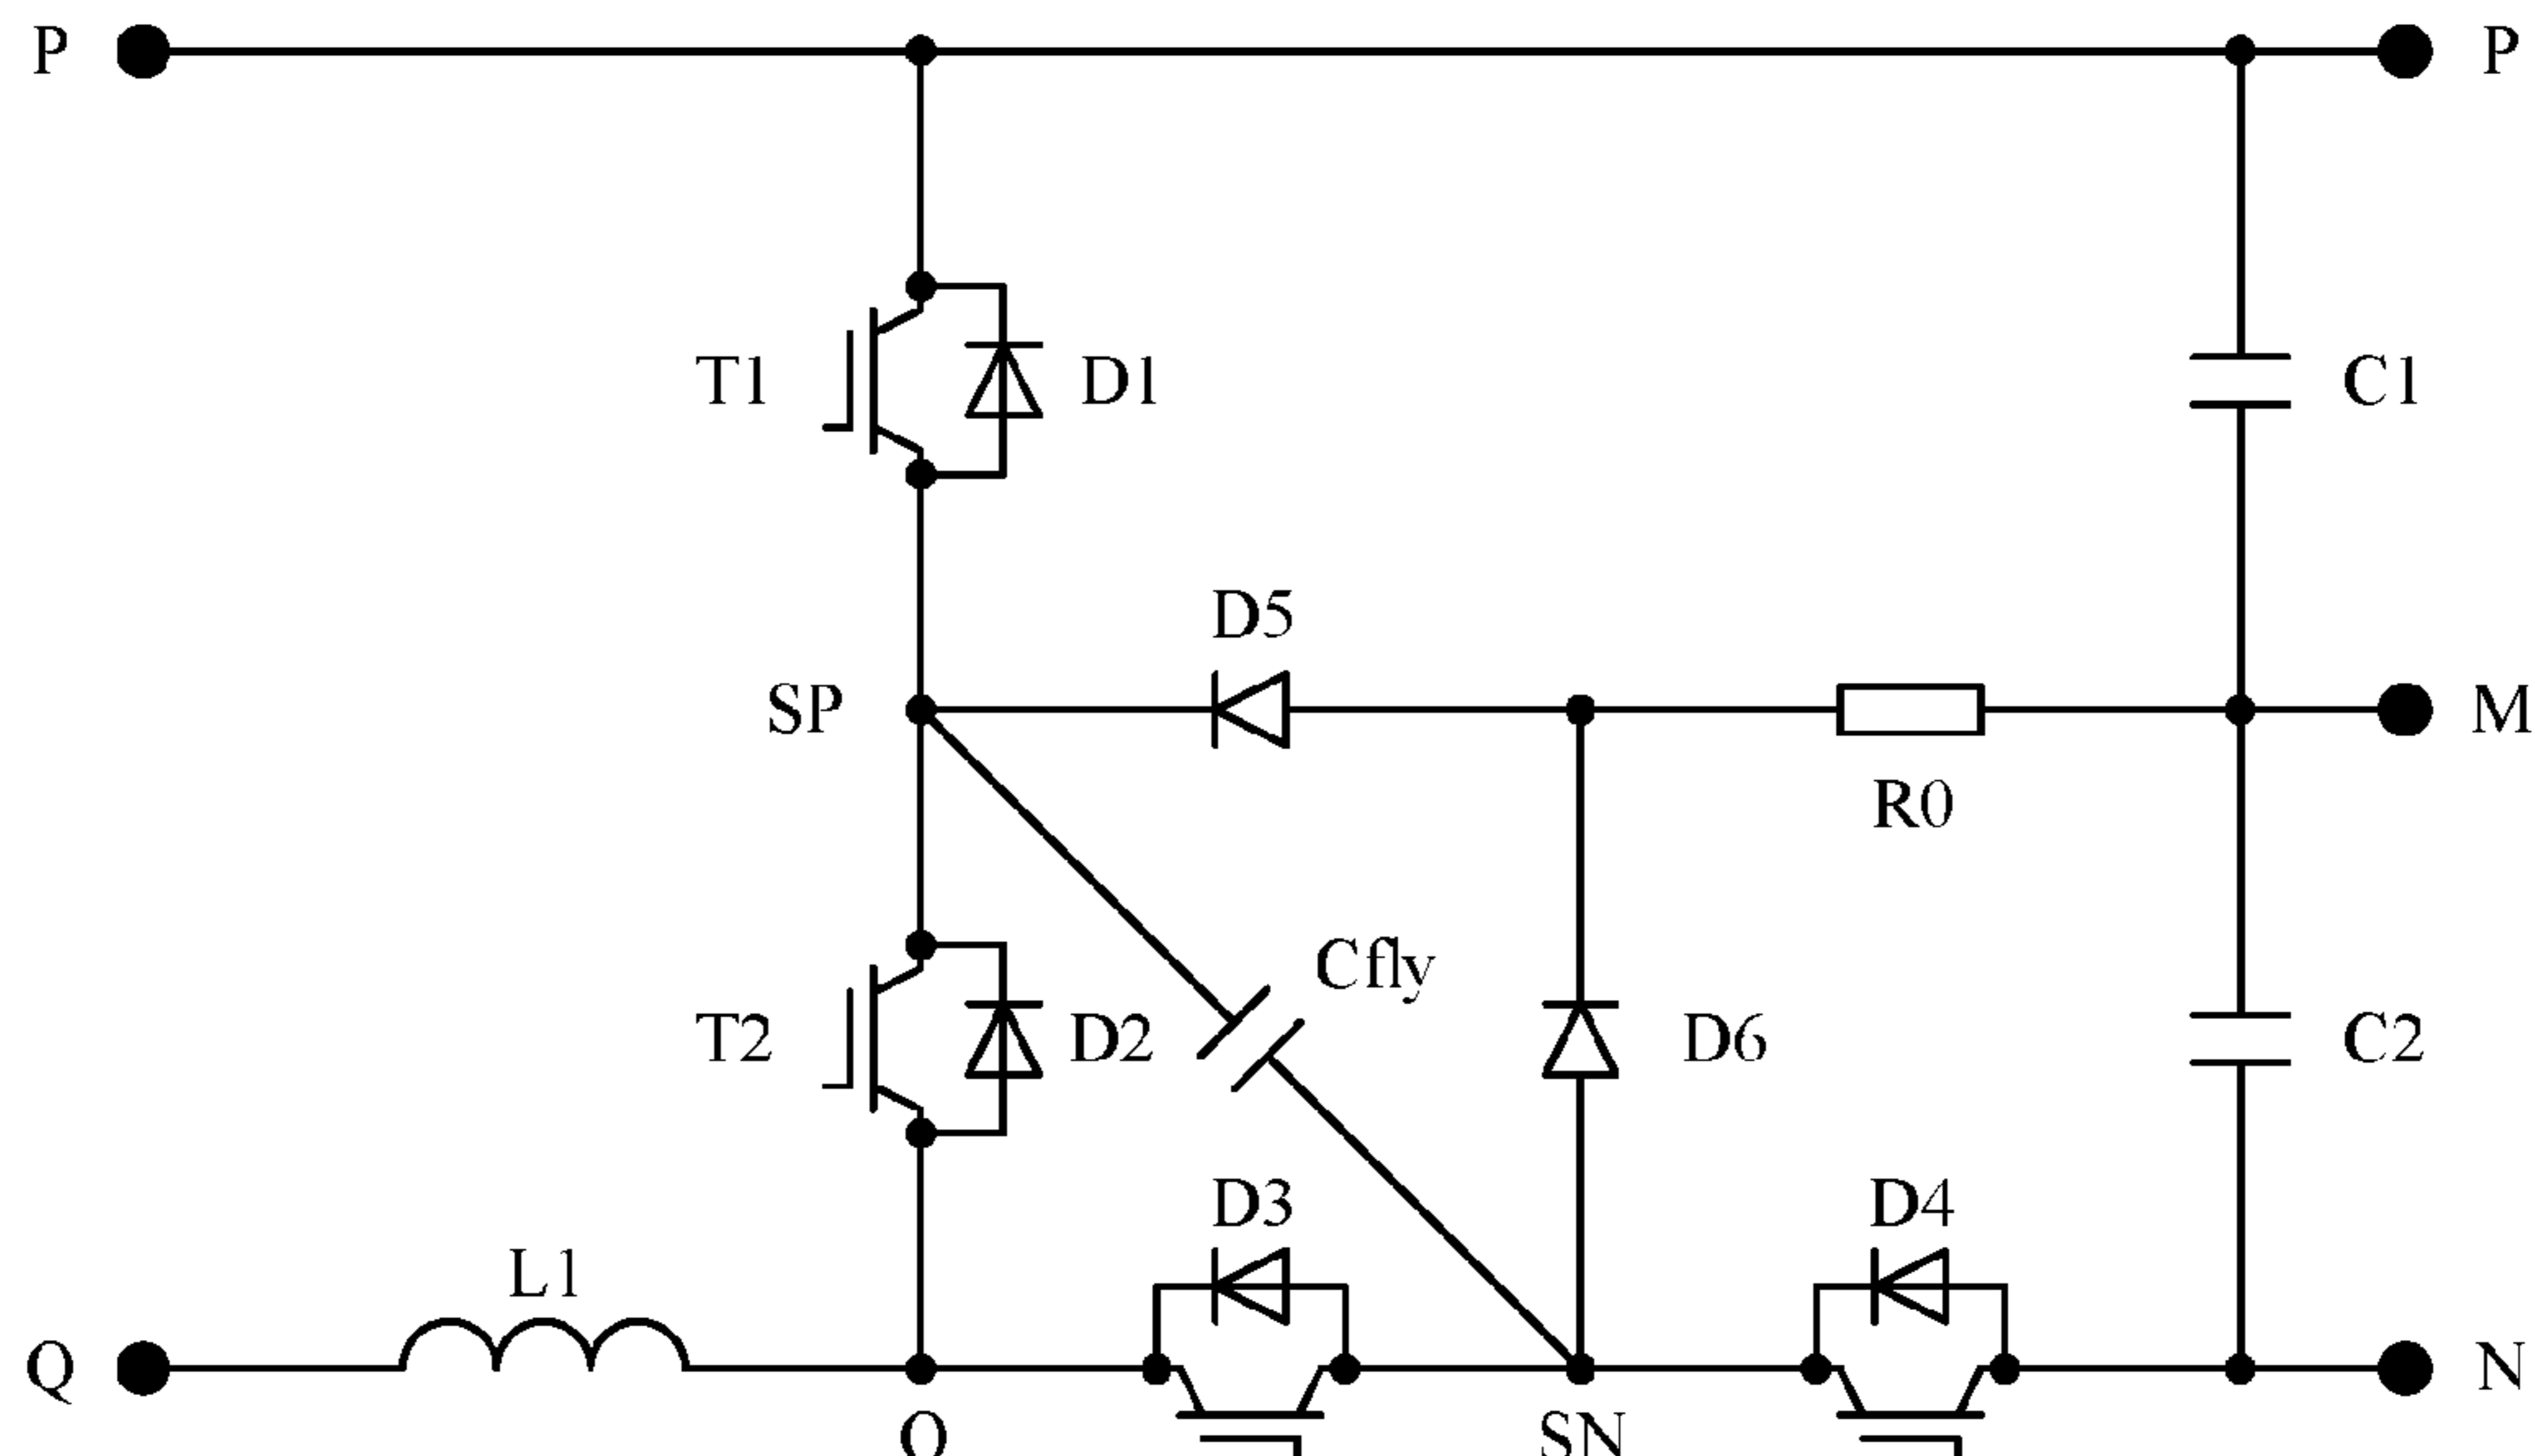 P P
T1 D1 C1
D5
SP M
R0
Cfly
T2 D2 D6 C2
D3 D4
L1
Q N
SN